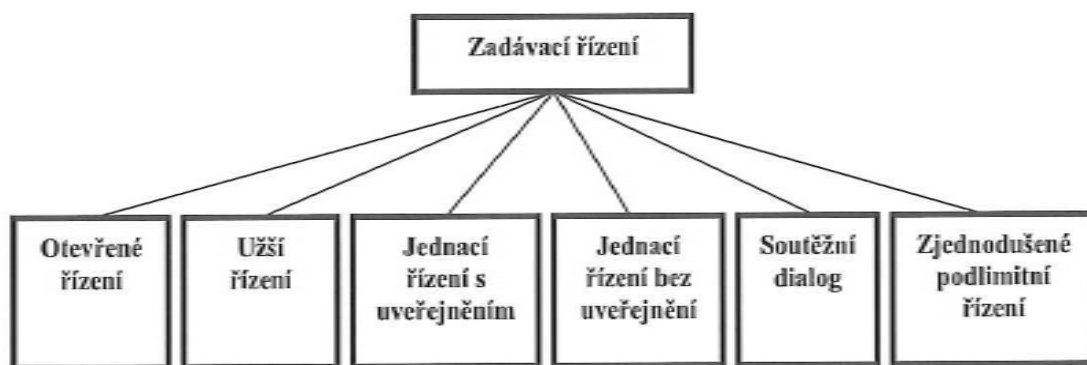 Zadávací řízení
Otevřené
řízení
Užší
řízení
Jednací
řízení s
uveřejněním
Jednací
řízení bez
uveřejnění
Soutěžní
dialog
Zjednodušené
podlimitní
řízení